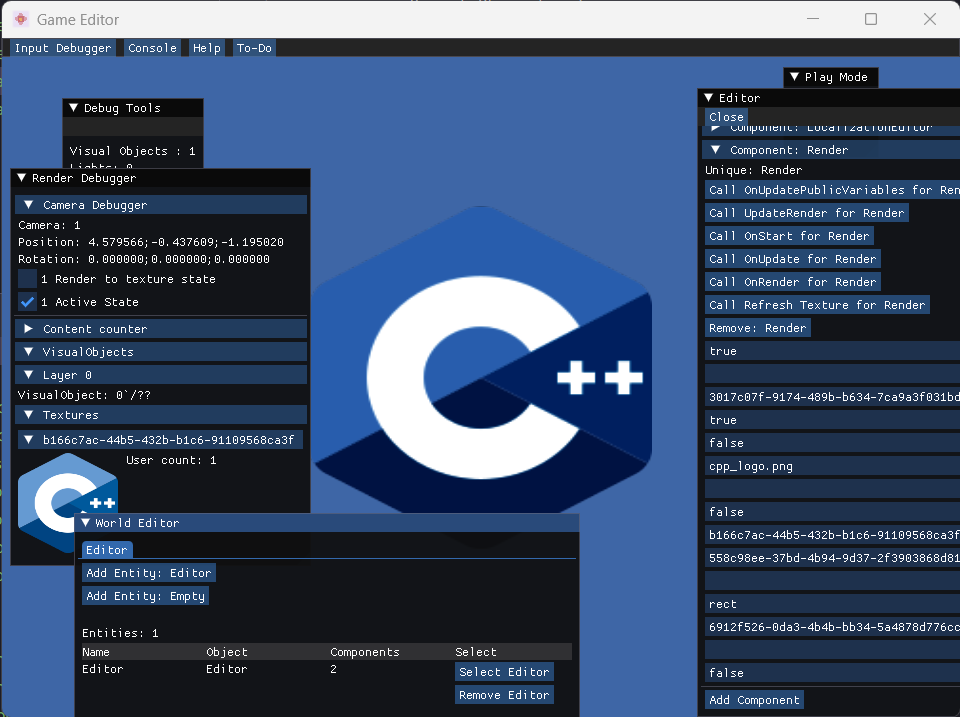 Game Editor
Input Debugger Console Help To-Do
Play Mode
Debug Tools
Visual Objects : 1
Lights: 0
Render Debugger
Camera Debugger
Camera: 1
Position: 4.579566;-0.437609;-1.195020
Rotation: 0.000000;0.000000;0.000000
1 Render to texture state
1 Active State
Content counter
VisualObjects
Layer 0
VisualObject: 0`/??
Textures
b166c7ac-44b5-432b-b1c6-91109568ca3f
User count: 1
++
C++
World Editor
Editor
Add Entity: Editor
Add Entity: Empty
Entities: 1
Name Object Components Select
Editor Editor 2 Select Editor
Remove Editor
Editor
Close
Component: LocalizationEditor
Component: Render
Unique: Render
Call OnUpdatePublicVariables for Ren
Call UpdateRender for Render
Call OnStart for Render
Call OnUpdate for Render
Call OnRender for Render
Call Refresh Texture for Render
Remove: Render
true
3017c07f-9174-489b-b634-7ca9a3f031bd
true
false
cpp_logo.png
false
b166c7ac-44b5-432b-b1c6-91109568ca3f
558c98ee-37bd-4b94-9d37-2f3903868d81
rect
6912f526-0da3-4b4b-bb34-5a4878d776cc
false
Add Component